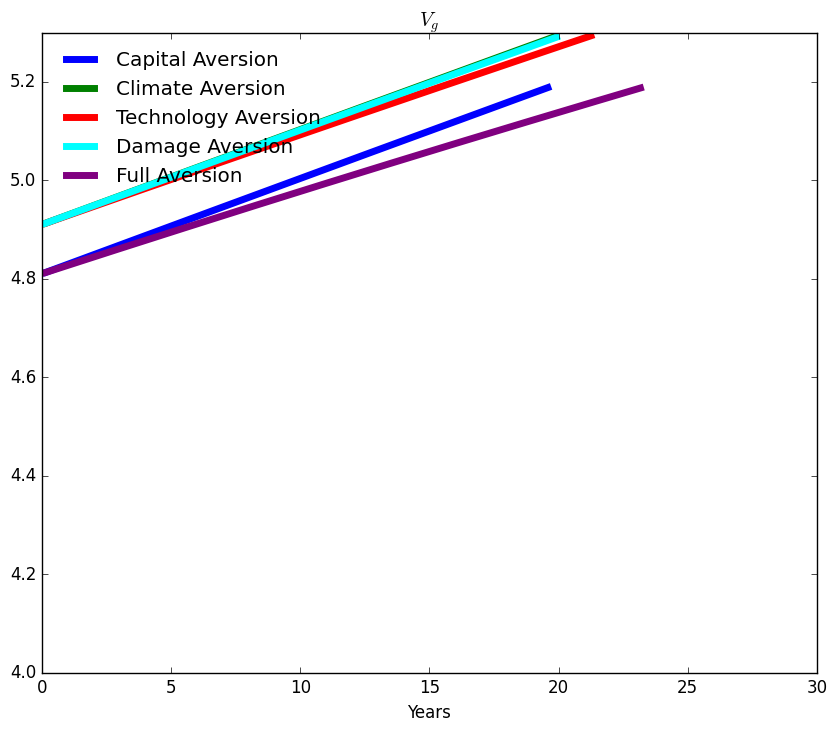 V_g
Capital Aversion
Climate Aversion
Technology Aversion
Damage Aversion
Full Aversion
5.2
5.0
4.8
4.6
4.4
4.2
4.0
0 5 10 15 20 25 30
Years